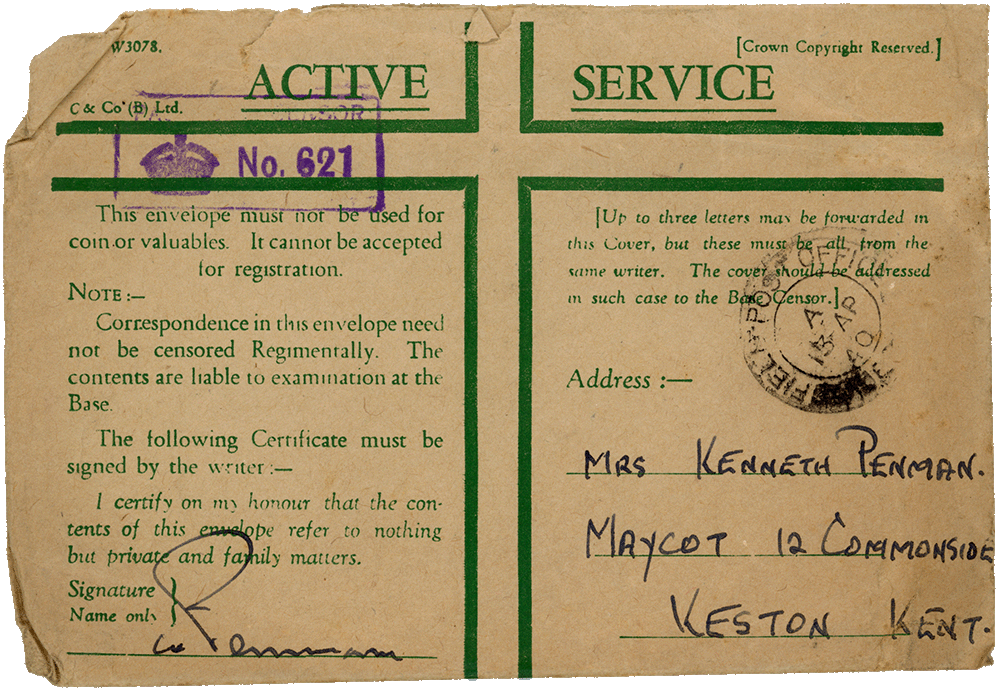 W3078.
[Crown Copyright Reserved.]
ACTIVE SERVICE
C & Co (B) Ltd.
No. 621
This envelope must not be used for
coin or valuables. It cannot be accepted
for registration.
NOTE :—
Correspondence in this envelope need
not be censored Regimentally. The
contents are liable to examination at the
Base.
The following Certificate must be
signed by the writer :—
I certify on my honour that the con-
tents of this envelope refer to nothing
but private and family matters.
Signature
Name only
Penman
[Up to three letters may be forwarded in
this Cover, but these must be all from the
same writer. The cover should be addressed
in such case to the Base Censor.]
FIELD POST OFFICE
AP
40
Address :—
MRS KENNETH PENMAN.
MAYCOT 12 COMMONSIDE
KESTON KENT.